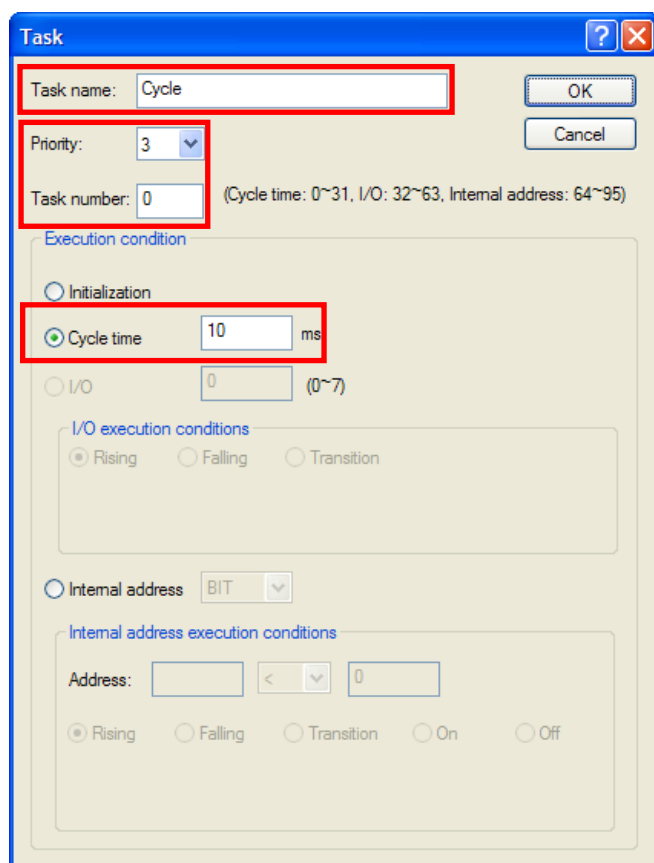 Task
Task name: Cycle
OK
Priority: 3
Cancel
Task number: 0 (Cycle time: 0~31, I/O: 32~63, Internal address: 64~95)
Execution condition
Initialization
Cycle time 10 ms
I/O 0 (0~7)
I/O execution conditions
Rising Falling Transition
Internal address BIT
Internal address execution conditions
Address: < 0
Rising Falling Transition On Off